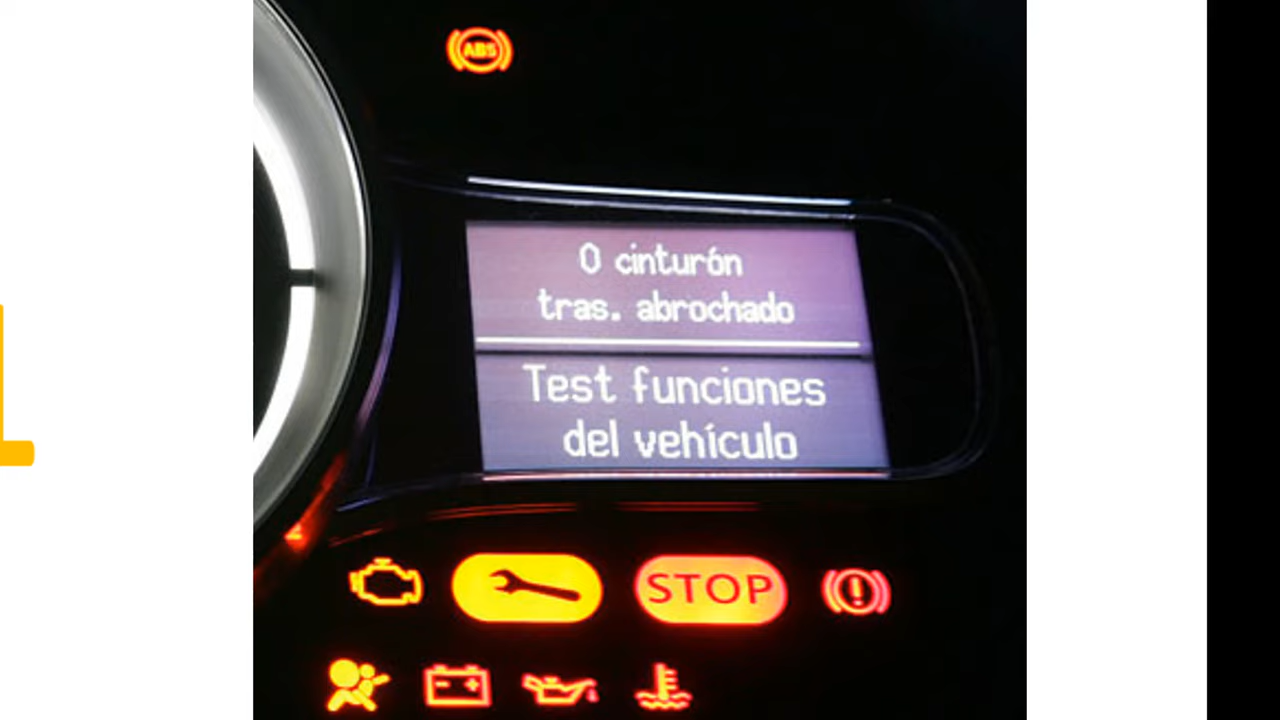 ABS
0 cinturón
tras. abrochado
Test funciones
del vehículo
STOP